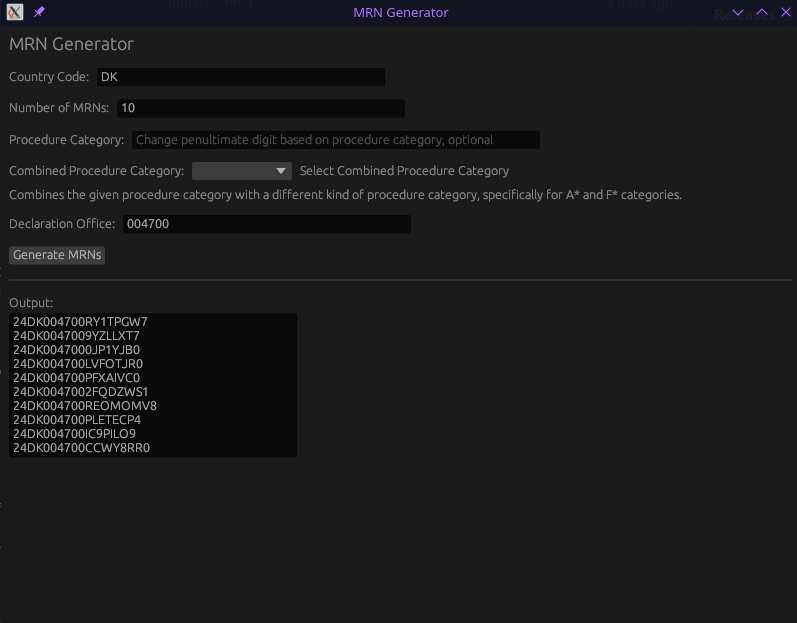 MRN Generator
MRN Generator
Country Code: DK
Number of MRNs: 10
Procedure Category: Change penultimate digit based on procedure category, optional
Combined Procedure Category: Select Combined Procedure Category
Combines the given procedure category with a different kind of procedure category, specifically for A* and F* categories.
Declaration Office: 004700
Generate MRNs
Output:
24DK004700RY1TPGW7
24DK0047009YZLLXT7
24DK0047000JP1YJB0
24DK004700LVFOTJR0
24DK004700PFXAIVC0
24DK0047002FQDZWS1
24DK004700REOMOMV8
24DK004700PLETECP4
24DK004700IC9PILO9
24DK004700CCWY8RR0